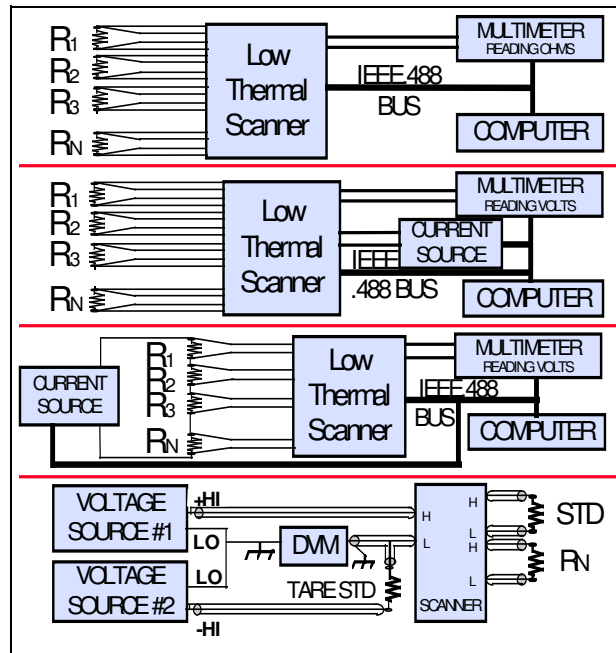 R1
R2
R3
RN
Low
Thermal
Scanner
MULTIMETER
READING OHMS
IEEE.488
BUS
COMPUTER
R1
R2
R3
RN
Low
Thermal
Scanner
MULTIMETER
READING VOLTS
CURRENT
SOURCE
IEEE
.488 BUS
COMPUTER
CURRENT
SOURCE
R1
R2
R3
RN
Low
Thermal
Scanner
MULTIMETER
READING VOLTS
IEEE.488
BUS
COMPUTER
VOLTAGE
SOURCE #1
+HI
LO
VOLTAGE
SOURCE #2
LO
-HI
DVM
TARE STD
H
L
H
L
H
L
SCANNER
STD
RN